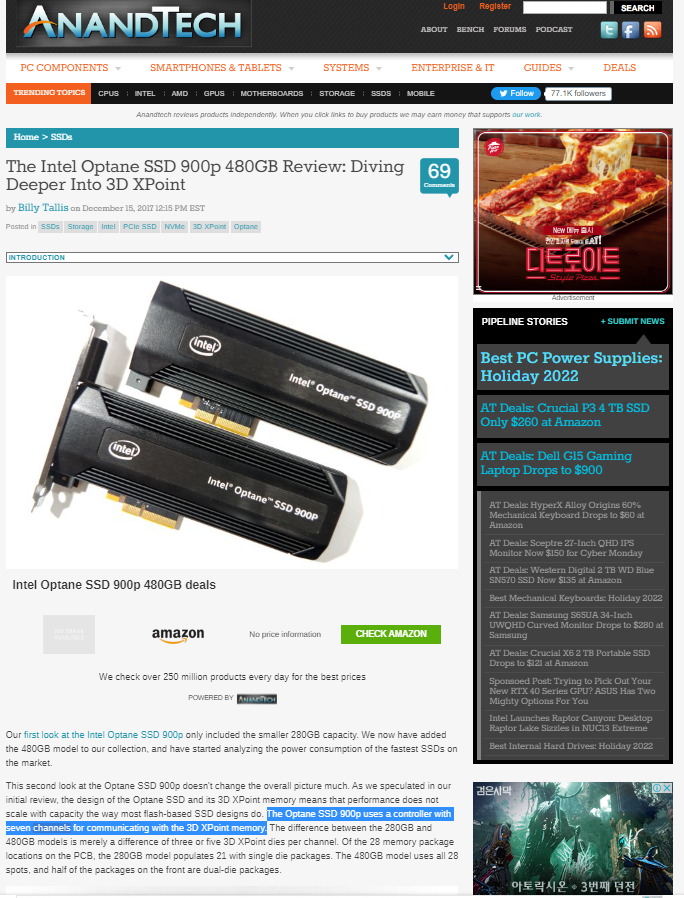 ANANDTECH
Login Register SEARCH
ABOUT BENCH FORUMS PODCAST
PC COMPONENTS SMARTPHONES & TABLETS SYSTEMS ENTERPRISE & IT GUIDES DEALS
TRENDING TOPICS CPUS INTEL AMD GPUS MOTHERBOARDS STORAGE SSDS MOBILE Follow 77.1K followers
Anandtech reviews products independently. When you click links to buy products we may earn money that supports our work.
Home > SSDs
The Intel Optane SSD 900p 480GB Review: Diving
Deeper Into 3D XPoint
69
Comments
by Billy Tallis on December 15, 2017 12:15 PM EST
Posted in SSDs Storage Intel PCIe SSD NVMe 3D XPoint Optane
INTRODUCTION
intel
Intel® Optane™ SSD 900P
intel
Intel® Optane™ SSD 900P
Intel Optane SSD 900p 480GB deals
amazon No price information CHECK AMAZON
We check over 250 million products every day for the best prices
POWERED BY ANANDTECH
Our first look at the Intel Optane SSD 900p only included the smaller 280GB capacity. We now have added
the 480GB model to our collection, and have started analyzing the power consumption of the fastest SSDs on
the market.
This second look at the Optane SSD 900p doesn't change the overall picture much. As we speculated in our
initial review, the design of the Optane SSD and its 3D XPoint memory means that performance does not
scale with capacity the way most flash-based SSD designs do. The Optane SSD 900p uses a controller with
seven channels for communicating with the 3D XPoint memory. The difference between the 280GB and
480GB models is merely a difference of three or five 3D XPoint dies per channel. Of the 28 memory package
locations on the PCB, the 280GB model populates 21 with single die packages. The 480GB model uses all 28
spots, and half of the packages on the front are dual-die packages.
New 메뉴 출시
디트로이트
Style Pizza
Advertisement
PIPELINE STORIES + SUBMIT NEWS
Best PC Power Supplies:
Holiday 2022
AT Deals: Crucial P3 4 TB SSD
Only $260 at Amazon
AT Deals: Dell G15 Gaming
Laptop Drops to $900
AT Deals: HyperX Alloy Origins 60%
Mechanical Keyboard Drops to $60 at
Amazon
AT Deals: Sceptre 27-Inch QHD IPS
Monitor Now $150 for Cyber Monday
AT Deals: Western Digital 2 TB WD Blue
SN570 SSD Now $135 at Amazon
Best Mechanical Keyboards: Holiday 2022
AT Deals: Samsung S65UA 34-Inch
UWQHD Curved Monitor Drops to $280 at
Samsung
AT Deals: Crucial X6 2 TB Portable SSD
Drops to $121 at Amazon
Sponsoed Post: Trying to Pick Out Your
New RTX 40 Series GPU? ASUS Has Two
Mighty Options For You
Intel Launches Raptor Canyon: Desktop
Raptor Lake Sizzles in NUC13 Extreme
Best Internal Hard Drives: Holiday 2022
검은사막
아토락시온 3번째 던전